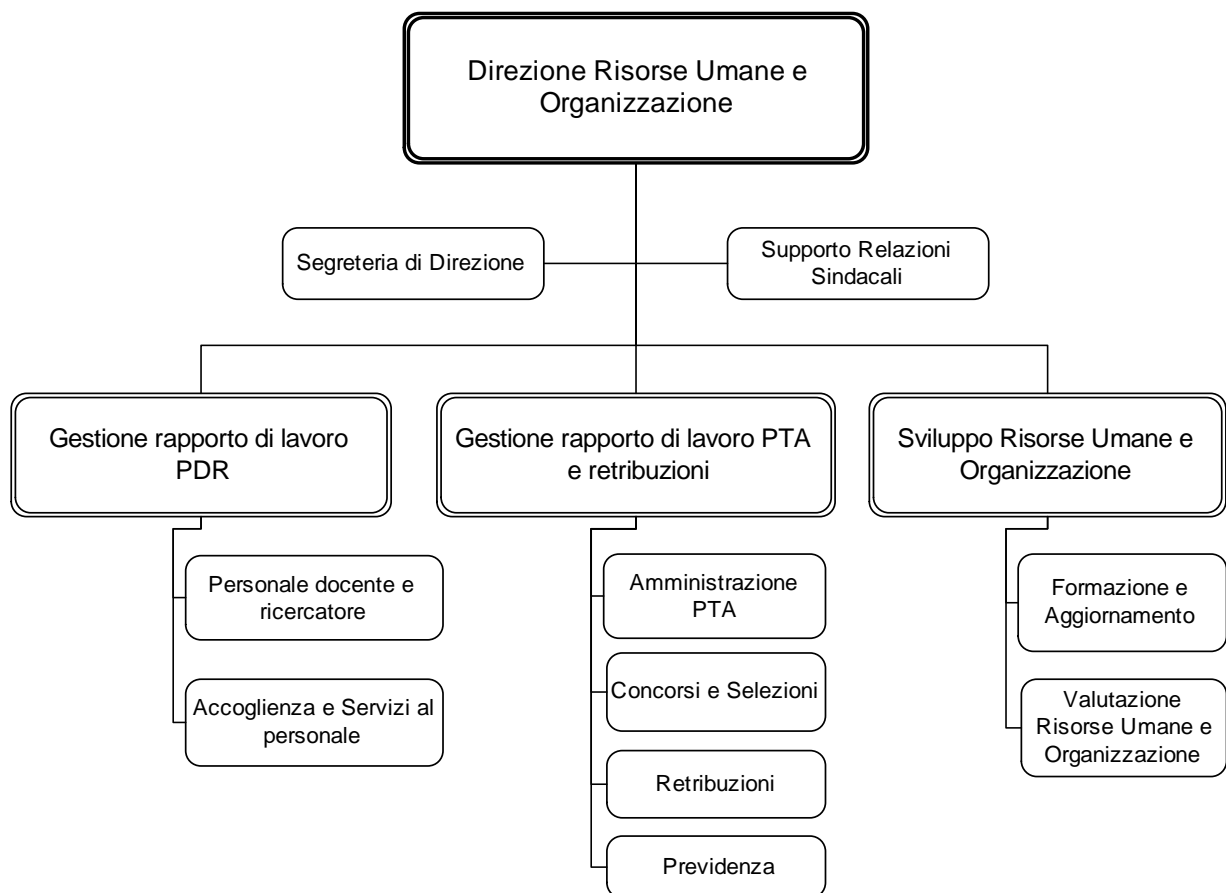 Direzione Risorse Umane e
Organizzazione
Segreteria di Direzione
Supporto Relazioni
Sindacali
Gestione rapporto di lavoro
PDR
Gestione rapporto di lavoro PTA
e retribuzioni
Sviluppo Risorse Umane e
Organizzazione
Personale docente e
ricercatore
Accoglienza e Servizi al
personale
Amministrazione
PTA
Concorsi e Selezioni
Retribuzioni
Previdenza
Formazione e
Aggiornamento
Valutazione
Risorse Umane e
Organizzazione